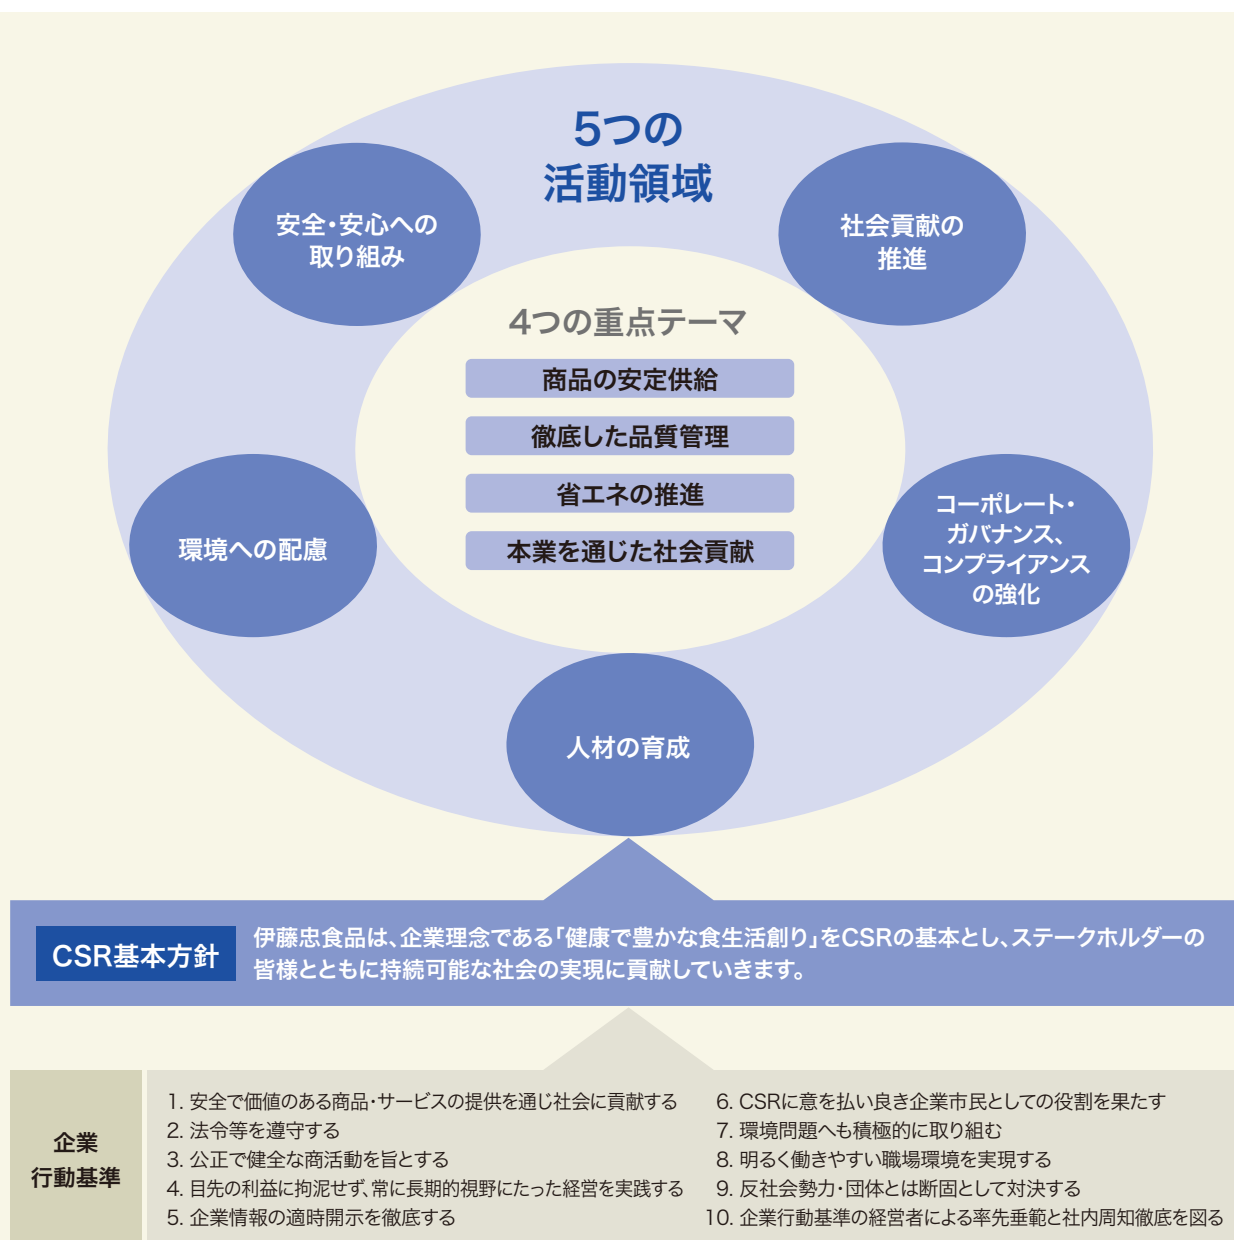 5つの
活動領域
安全・安心への
取り組み
社会貢献の
推進
4つの重点テーマ
商品の安定供給
徹底した品質管理
省エネの推進
本業を通じた社会貢献
環境への配慮
コーポレート・
ガバナンス、
コンプライアンス
の強化
人材の育成
CSR基本方針
伊藤忠食品は、企業理念である「健康で豊かな食生活創り」をCSRの基本とし、ステークホルダーの
皆様とともに持続可能な社会の実現に貢献していきます。
企業
行動基準
1. 安全で価値のある商品・サービスの提供を通じ社会に貢献する
2. 法令等を遵守する
3. 公正で健全な商活動を旨とする
4. 目先の利益に拘泥せず、常に長期的視野にたった経営を実践する
5. 企業情報の適時開示を徹底する
6. CSRに意を払い良き企業市民としての役割を果たす
7. 環境問題へも積極的に取り組む
8. 明るく働きやすい職場環境を実現する
9. 反社会勢力・団体とは断固として対決する
10. 企業行動基準の経営者による率先垂範と社内周知徹底を図る